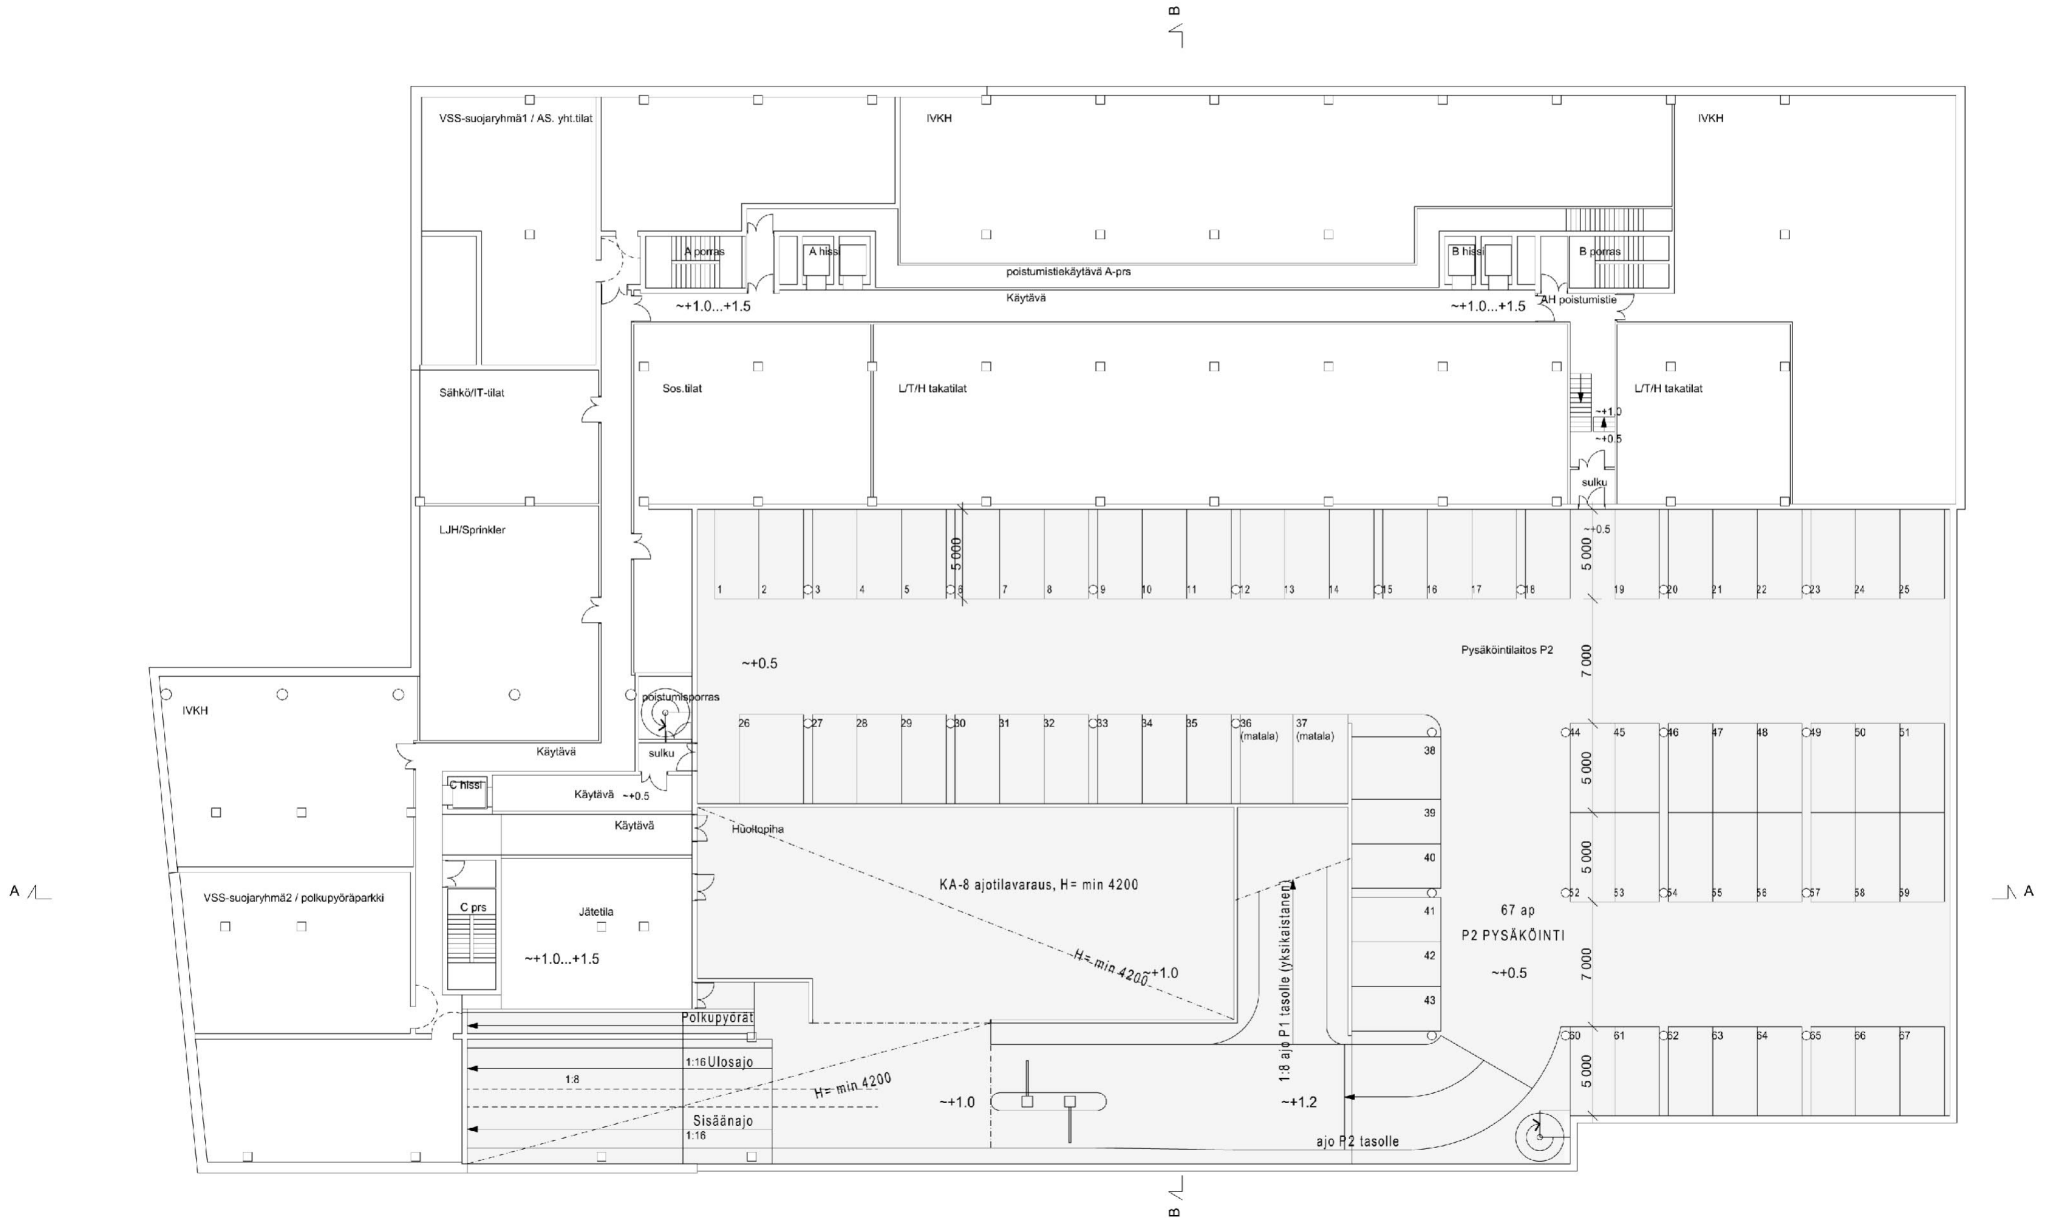 B
VSS-suojaryhmä1 / AS. yht.tilat
IVKH
IVKH
A porras
A hissi
B hissi
B porras
poistumistiekäytävä A-prs
Käytävä
AH poistumistie
~+1.0...+1.5
~+1.0...+1.5
Sähkö/IT-tilat
Sos.tilat
L/T/H takatilat
L/T/H takatilat
~+1.0
~+0.5
sulku
LJH/Sprinkler
5 000
~+0.5
5 000
1 2 3 4 5 6 7 8 9 10 11 12 13 14 15 16 17 18 19 20 21 22 23 24 25
~+0.5
Pysäköintilaitos P2
7 000
IVKH
poistumisporras
26 27 28 29 30 31 32 33 34 35 36 37
(matala) (matala)
38
44 45 46 47 48 49 50 51
Käytävä
sulku
5 000
C hissi
Käytävä ~+0.5
39
Käytävä
Huoltopiha
40
5 000
A
VSS-suojaryhmä2 / polkupyöräparkki
KA-8 ajotilavaraus, H= min 4200
52 53 54 55 56 57 58 59
A
C prs
Jätetila
41
67 ap
P2 PYSÄKÖINTI
~+1.0...+1.5
H= min 4200
~+1.0
1:8 ajo P1 tasolle (yksikaistanen)
42
~+0.5
7 000
43
Polkupyörät
60 61 62 63 64 65 66 67
1:16 Ulosajo
1:8
H= min 4200
5 000
~+1.0
~+1.2
Sisäänajo
1:16
ajo P2 tasolle
B